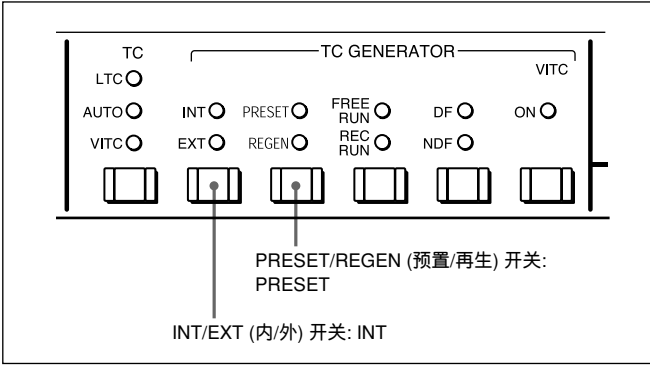 TC
TC GENERATOR
VITC
LTC
AUTO
INT
PRESET
FREE
RUN
DF
ON
VITC
EXT
REGEN
REC
RUN
NDF
PRESET/REGEN (预置/再生) 开关:
PRESET
INT/EXT (内/外) 开关: INT